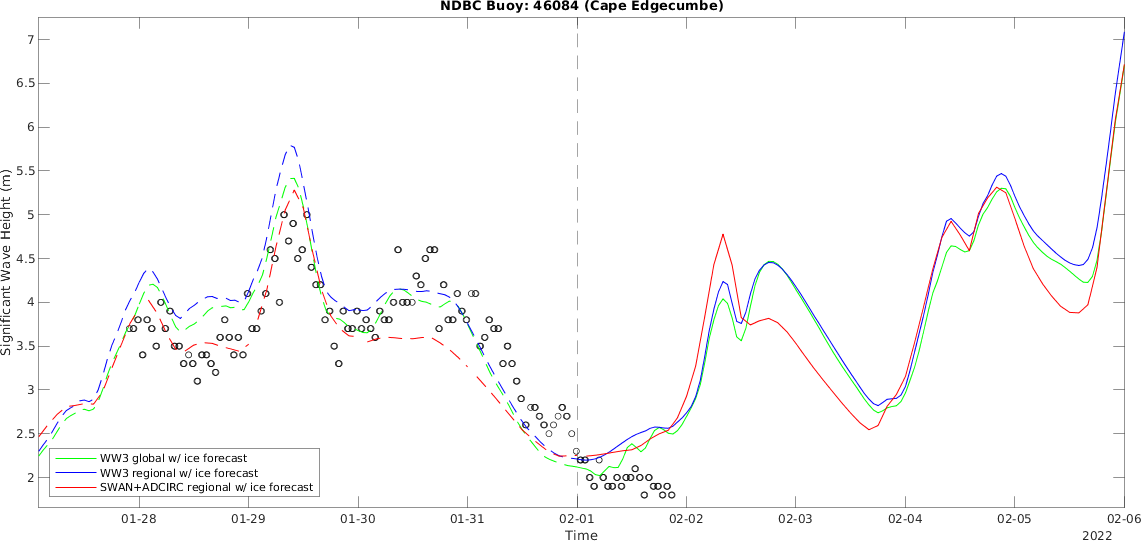 NDBC Buoy: 46084 (Cape Edgecumbe)
7
6.5
6
5.5
5
4.5
4
3.5
3
2.5
2
Significant Wave Height (m)
WW3 global w/ ice forecast
WW3 regional w/ ice forecast
SWAN+ADCIRC regional w/ ice forecast
01-28 01-29 01-30 01-31 02-01 02-02 02-03 02-04 02-05 02-06
Time
2022